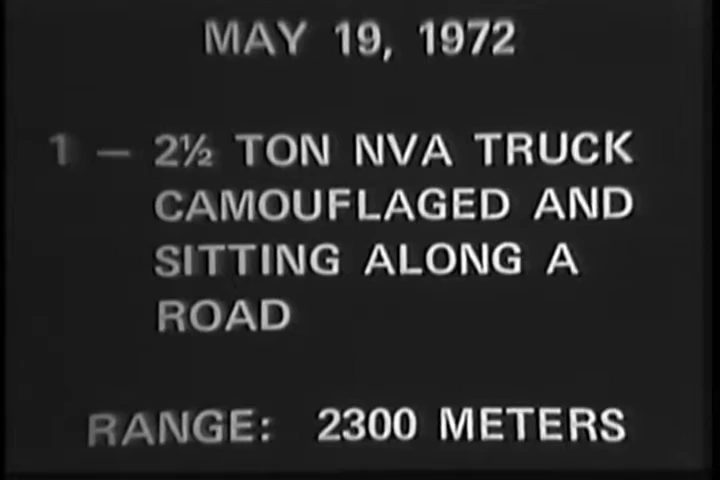 MAY 19, 1972
1 — 2½ TON NVA TRUCK
CAMOUFLAGED AND
SITTING ALONG A
ROAD
RANGE: 2300 METERS